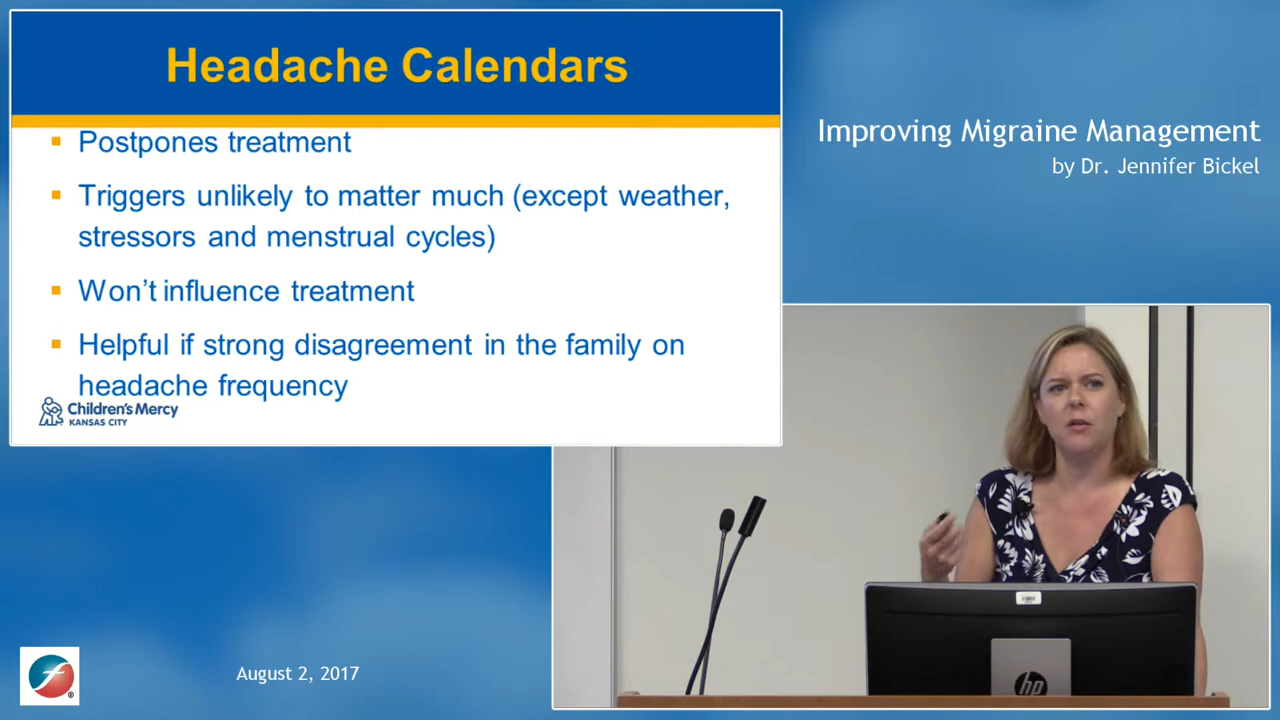 Headache Calendars
Postpones treatment
Triggers unlikely to matter much (except weather,
stressors and menstrual cycles)
Won't influence treatment
Helpful if strong disagreement in the family on
headache frequency
Children's Mercy
KANSAS CITY
Improving Migraine Management
by Dr. Jennifer Bickel
hp
August 2, 2017